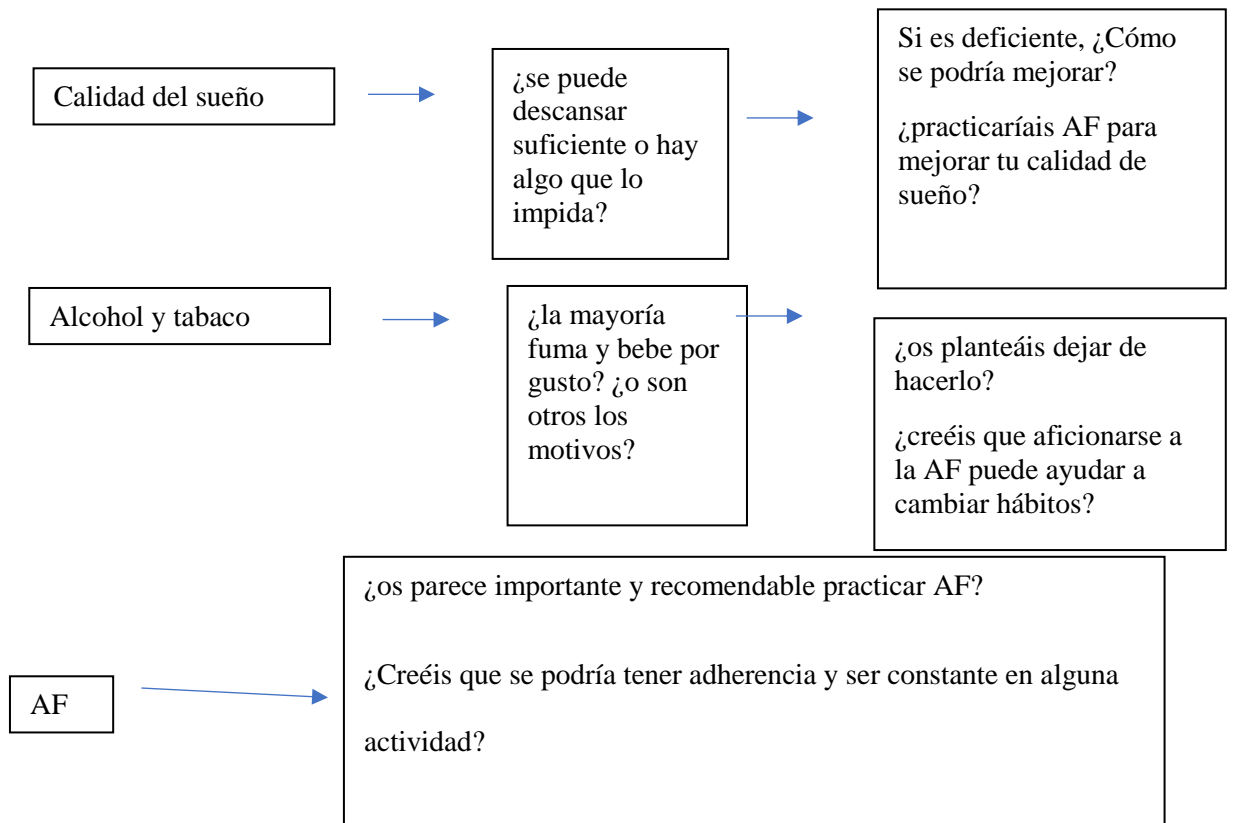 Calidad del sueño
¿se puede
descansar
suficiente o hay
algo que lo
impida?
Si es deficiente, ¿Cómo
se podría mejorar?
¿practicaríais AF para
mejorar tu calidad de
sueño?
Alcohol y tabaco
¿la mayoría
fuma y bebe por
gusto? ¿o son
otros los
motivos?
¿os planteáis dejar de
hacerlo?
¿creéis que aficionarse a
la AF puede ayudar a
cambiar hábitos?
AF
¿os parece importante y recomendable practicar AF?
¿Creéis que se podría tener adherencia y ser constante en alguna
actividad?